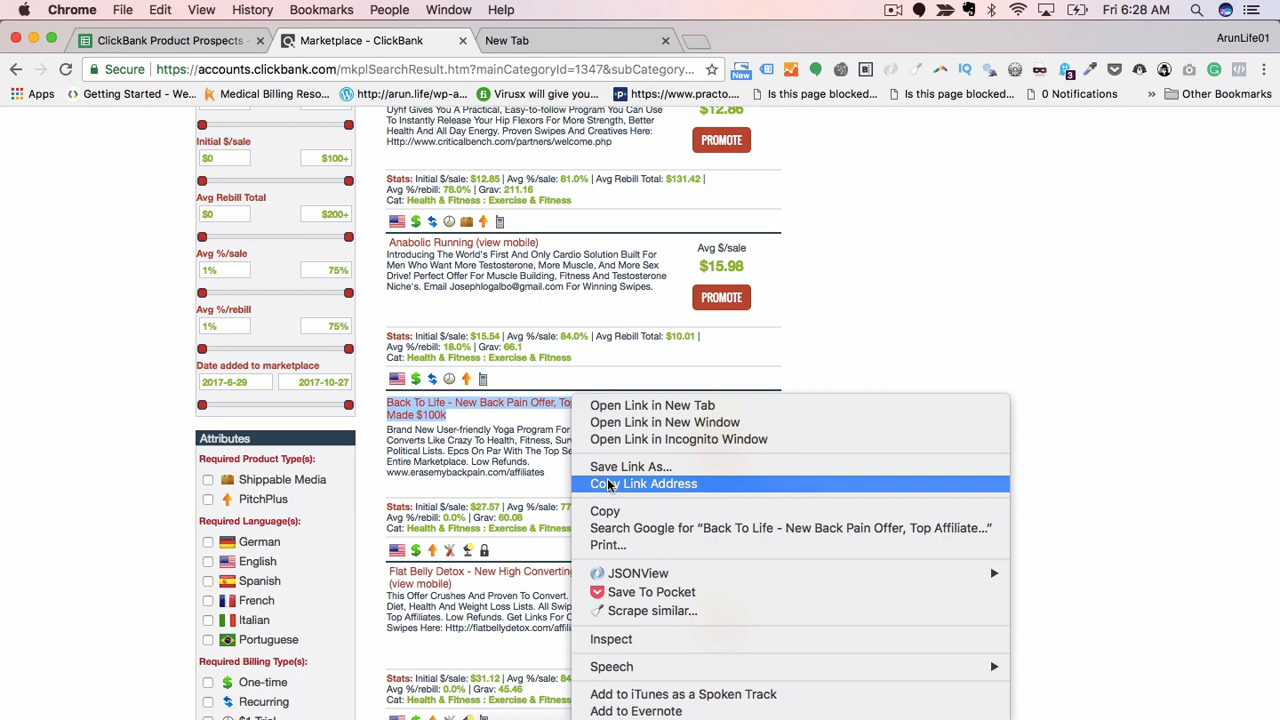 Chrome File Edit View History Bookmarks People Window Help Fri 6:28 AM
ClickBank Product Prospects - Marketplace - ClickBank New Tab ArunLife01
Secure https://accounts.clickbank.com/mkplSearchResult.htm?mainCategoryId=1347&subCategory...
New 3
Apps Getting Started - We... Medical Billing Reso... http://arun.life/wp-a... Virusx will give you... https://www.practo... Is this page blocked... Is this page blocked... 0 Notifications » Other Bookmarks
Initial $/sale
$0 $100+
Avg Rebill Total
$0 $200+
Avg %/sale
1% 75%
Avg %/rebill
1% 75%
Date added to marketplace
2017-6-29 2017-10-27
Attributes
Required Product Type(s):
Shippable Media
PitchPlus
Required Language(s):
German
English
Spanish
French
Italian
Portuguese
Required Billing Type(s):
One-time
Recurring
Uyhf Gives You A Practical, Easy-to-follow Program You Can Use
To Instantly Release Your Hip Flexors For More Strength, Better
Health And All Day Energy. Proven Swipes And Creatives Here:
Http://www.criticalbench.com/partners/welcome.php
$12.86
PROMOTE
Stats: Initial $/sale: $12.85 | Avg %/sale: 81.0% | Avg Rebill Total: $131.42 |
Avg %/rebill: 78.0% | Grav: 211.16
Cat: Health & Fitness : Exercise & Fitness
Anabolic Running (view mobile)
Introducing The World's First And Only Cardio Solution Built For
Men Who Want More Testosterone, More Muscle, And More Sex
Drive! Perfect Offer For Muscle Building, Fitness And Testosterone
Niche's. Email Josephlogalbo@gmail.com For Winning Swipes.
Avg $/sale
$15.98
PROMOTE
Stats: Initial $/sale: $15.54 | Avg %/sale: 84.0% | Avg Rebill Total: $10.01 |
Avg %/rebill: 18.0% | Grav: 66.1
Cat: Health & Fitness : Exercise & Fitness
Back To Life - New Back Pain Offer, Top
Made $100k
Brand New User-friendly Yoga Program For
Converts Like Crazy To Health, Fitness, Sur
Political Lists. Epcs On Par With The Top
Entire Marketplace. Low Refunds.
www.erasemybackpain.com/affiliates
Stats: Initial $/sale: $27.57 | Avg %/sale: 77
Avg %/rebill: 0.0% | Grav: 60.08
Cat: Health & Fitness : Exercise & Fitness
Flat Belly Detox - New High Converting
(view mobile)
This Offer Crushes And Proven To Convert.
Diet, Health And Weight Loss Lists. All Swip
Top Affiliates. Low Refunds. Get Links For
Swipes Here: Http://flatbellydetox.com/affili
Stats: Initial $/sale: $31.12 | Avg %/sale: 84
Avg %/rebill: 0.0% | Grav: 45.46
Cat: Health & Fitness : Exercise & Fitness
Open Link in New Tab
Open Link in New Window
Open Link in Incognito Window
Save Link As...
Copy Link Address
Copy
Search Google for “Back To Life - New Back Pain Offer, Top Affiliate...”
Print...
JSONView
Save To Pocket
Scrape similar...
Inspect
Speech
Add to iTunes as a Spoken Track
Add to Evernote